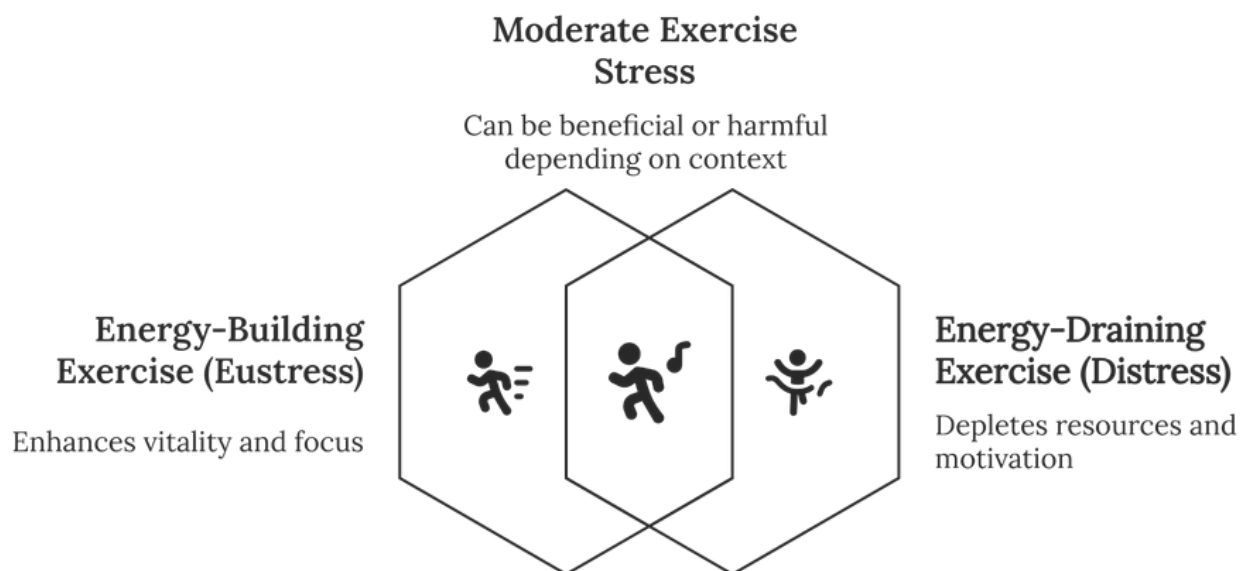 Moderate Exercise
Stress
Can be beneficial or harmful
depending on context
Energy-Building
Exercise (Eustress)
Enhances vitality and focus
Energy-Draining
Exercise (Distress)
Depletes resources and
motivation